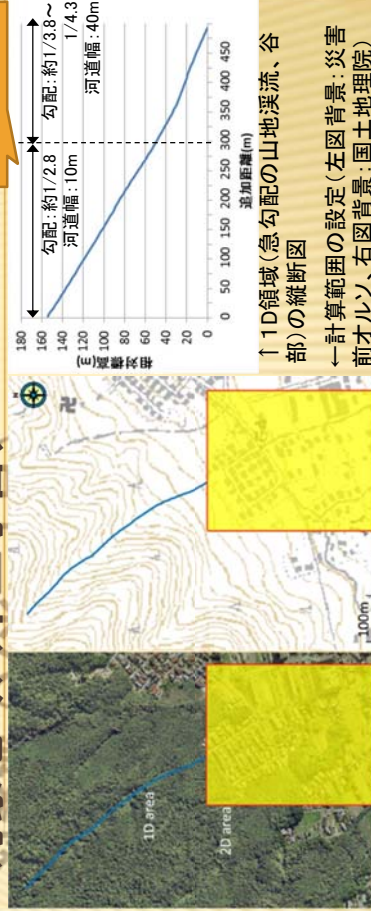 勾配：約1/2.8
河道幅：10m
勾配：約1/3.8～
1/4.3
河道幅：40m
180
160
140
120
100
80
60
40
20
0
相対標高(m)
0 50 100 150 200 250 300 350 400 450
追加距離(m)
↑1D領域(急勾配の山地渓流、谷
部)の縦断図
←計算範囲の設定(左図背景：災害
前オルソ、右図背景：国土地理院)
1D area
2D area
100m